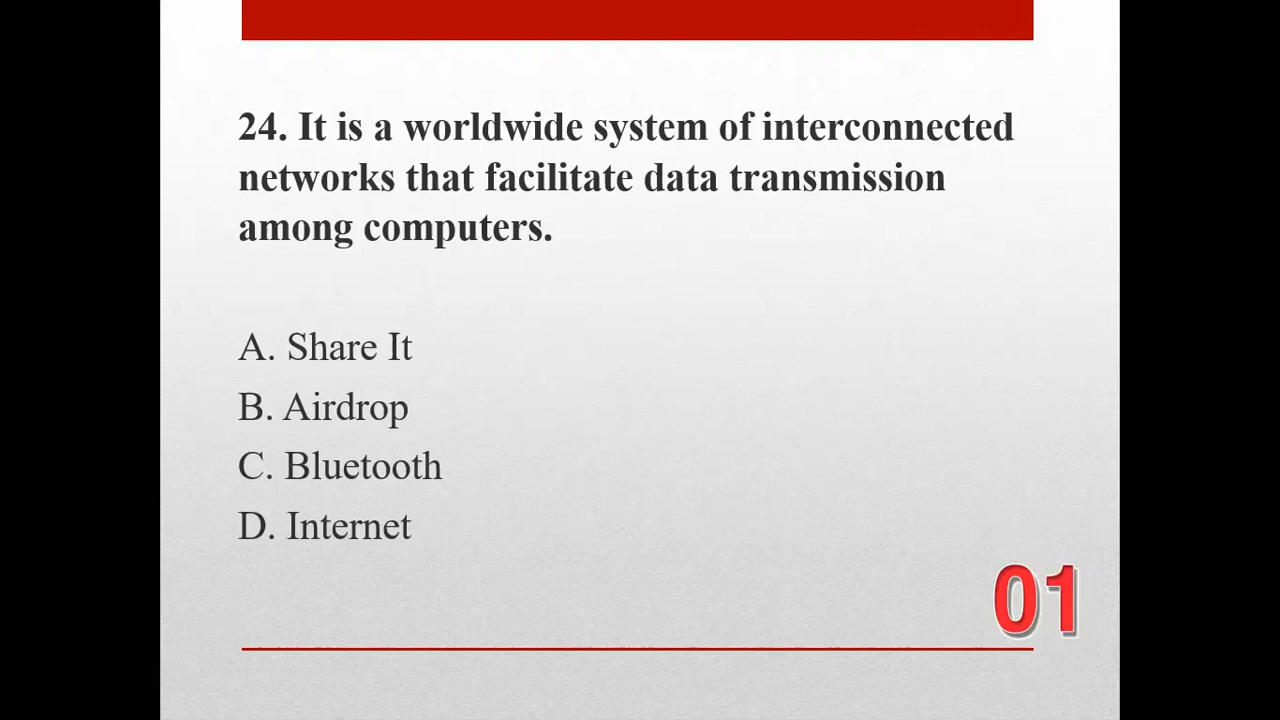 24. It is a worldwide system of interconnected
networks that facilitate data transmission
among computers.
A. Share It
B. Airdrop
C. Bluetooth
D. Internet
01